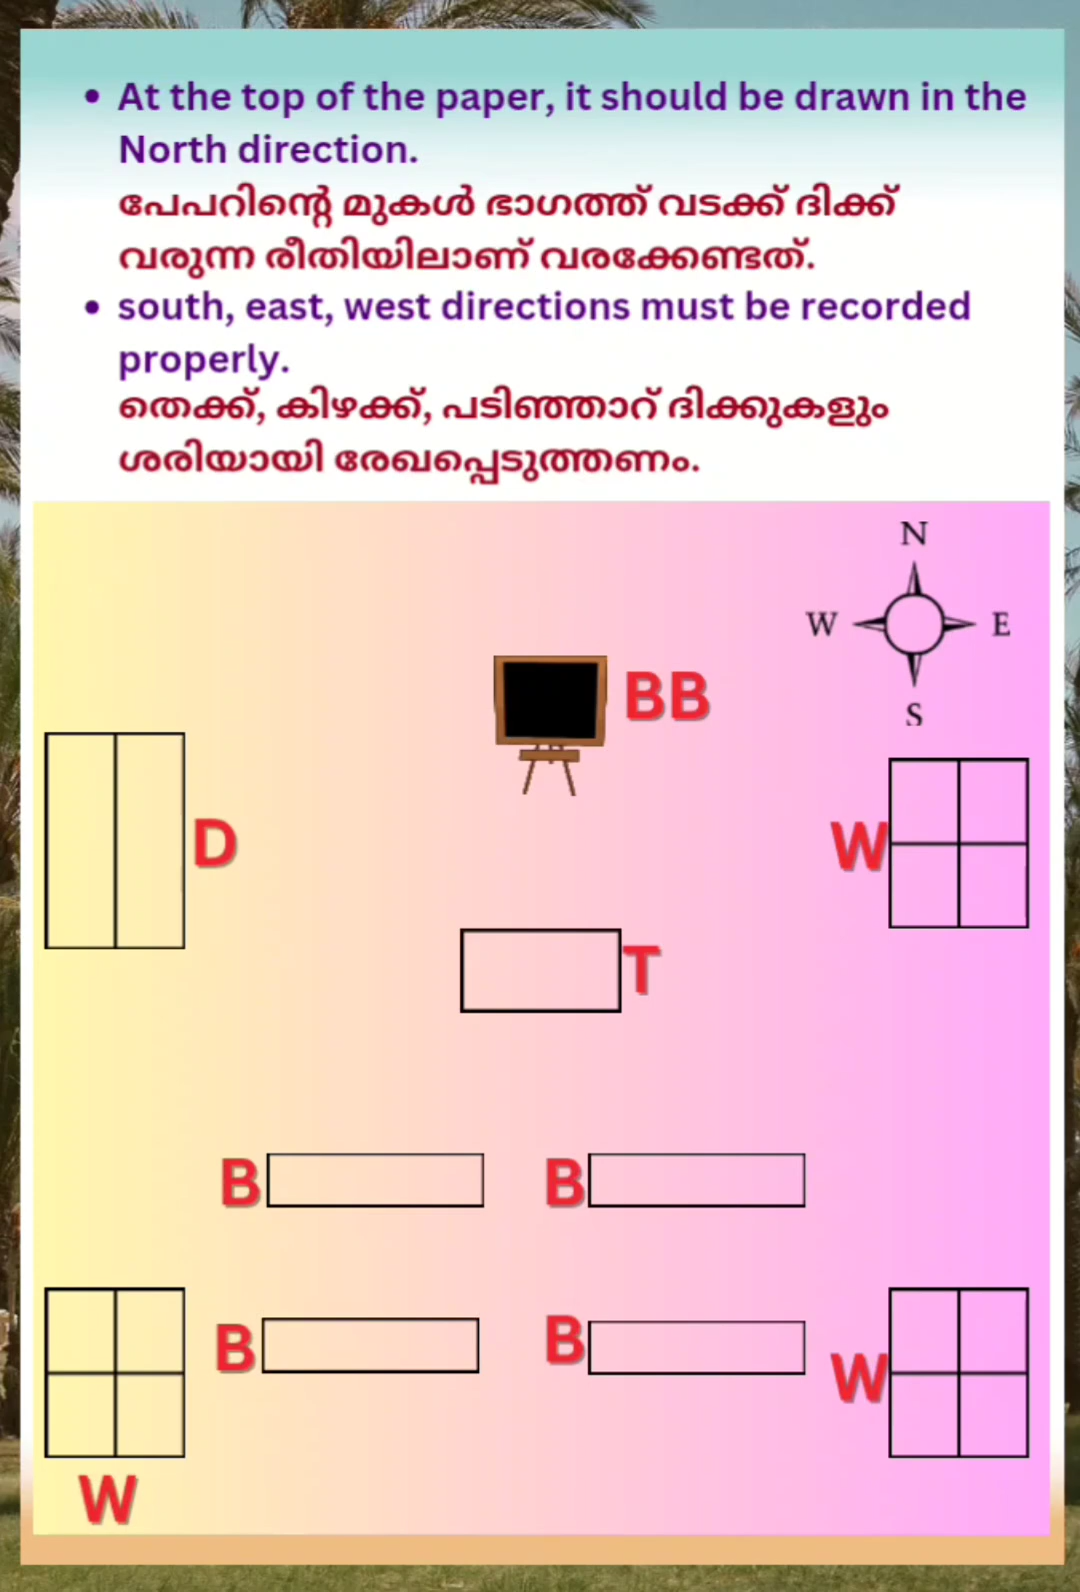 At the top of the paper, it should be drawn in the
North direction.
പേപറിന്റെ മുകൾ ഭാഗത്ത് വടക്ക് ദിക്ക്
വരുന്ന രീതിയിലാണ് വരക്കേണ്ടത്.
south, east, west directions must be recorded
properly.
തെക്ക്, കിഴക്ക്, പടിഞ്ഞാറ് ദിക്കുകളും
ശരിയായി രേഖപ്പെടുത്തണം.
N
W E
S
BB
D
W
T
B B
B B
W
W